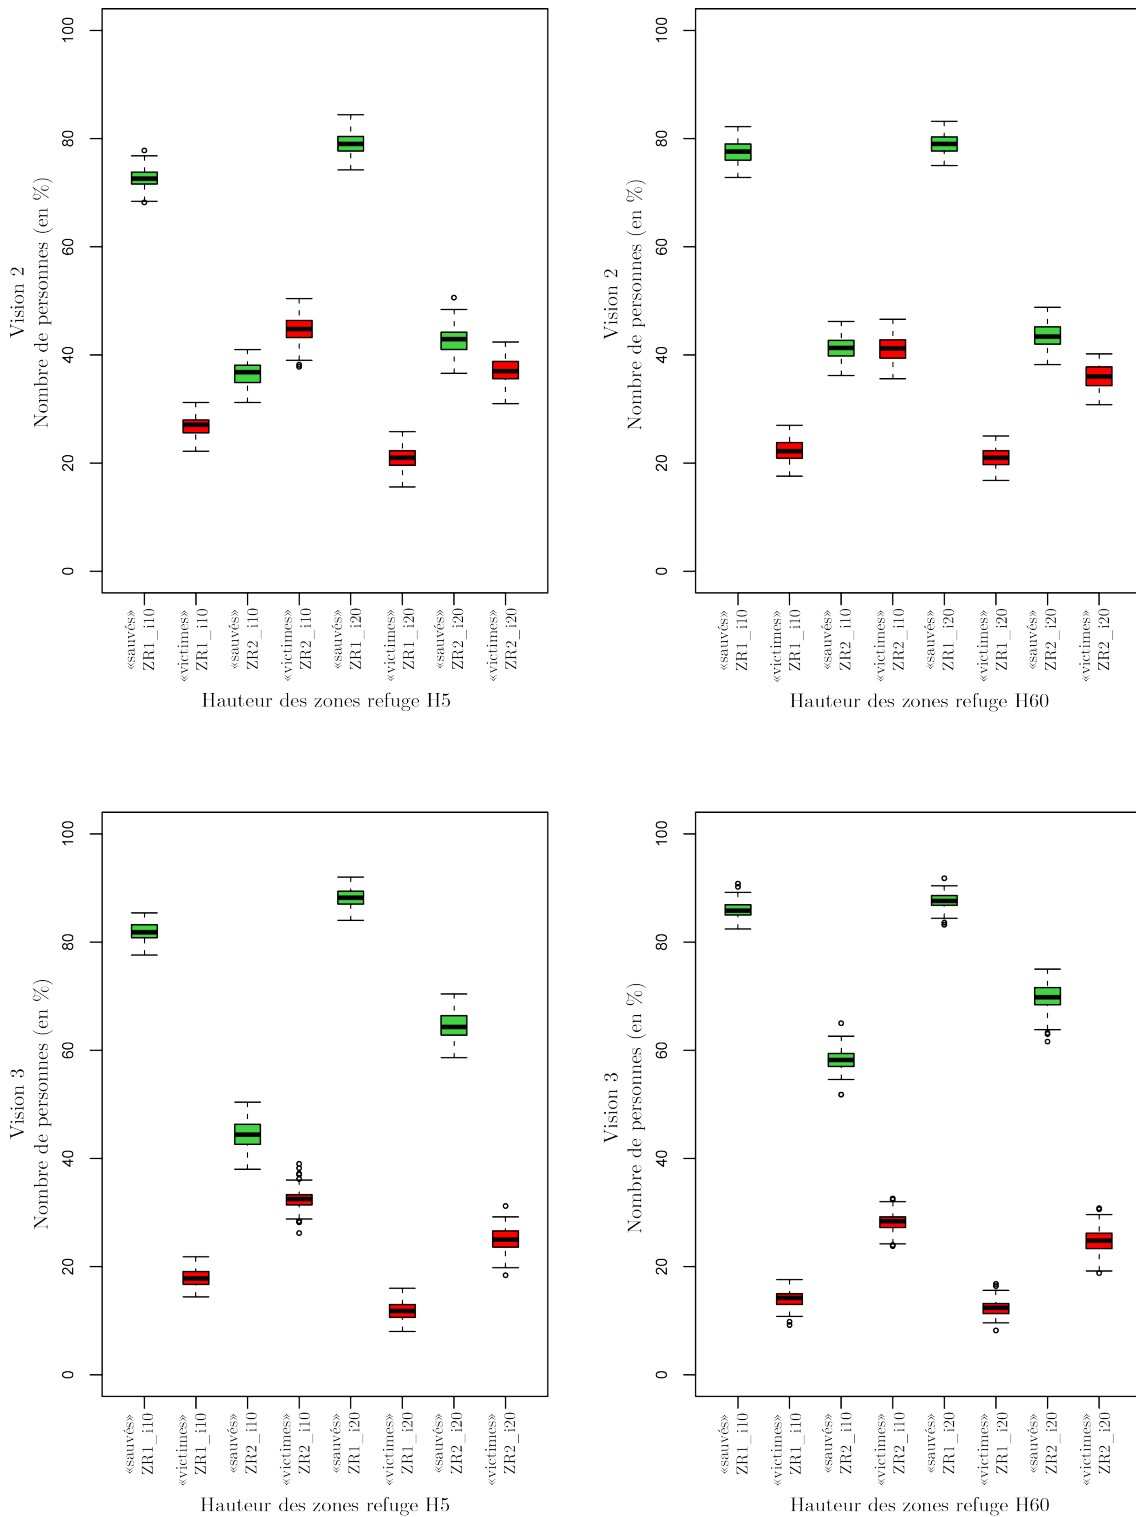 Vision 2
Nombre de personnes (en %)
100
80
60
40
20
0
«sauvés»
ZR1_i10
«victimes»
ZR1_i10
«sauvés»
ZR2_i10
«victimes»
ZR2_i10
«sauvés»
ZR1_i20
«victimes»
ZR1_i20
«sauvés»
ZR2_i20
«victimes»
ZR2_i20
Hauteur des zones refuge H5
Vision 2
Nombre de personnes (en %)
100
80
60
40
20
0
«sauvés»
ZR1_i10
«victimes»
ZR1_i10
«sauvés»
ZR2_i10
«victimes»
ZR2_i10
«sauvés»
ZR1_i20
«victimes»
ZR1_i20
«sauvés»
ZR2_i20
«victimes»
ZR2_i20
Hauteur des zones refuge H60
Vision 3
Nombre de personnes (en %)
100
80
60
40
20
0
«sauvés»
ZR1_i10
«victimes»
ZR1_i10
«sauvés»
ZR2_i10
«victimes»
ZR2_i10
«sauvés»
ZR1_i20
«victimes»
ZR1_i20
«sauvés»
ZR2_i20
«victimes»
ZR2_i20
Hauteur des zones refuge H5
Vision 3
Nombre de personnes (en %)
100
80
60
40
20
0
«sauvés»
ZR1_i10
«victimes»
ZR1_i10
«sauvés»
ZR2_i10
«victimes»
ZR2_i10
«sauvés»
ZR1_i20
«victimes»
ZR1_i20
«sauvés»
ZR2_i20
«victimes»
ZR2_i20
Hauteur des zones refuge H60